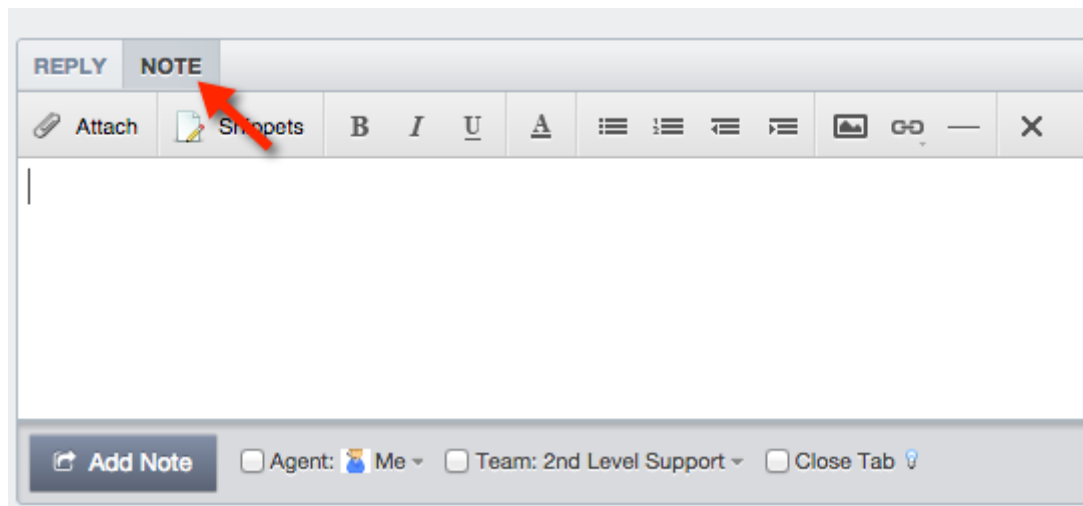 REPLY NOTE
Attach Snippets B I U A
Add Note Agent: Me Team: 2nd Level Support Close Tab